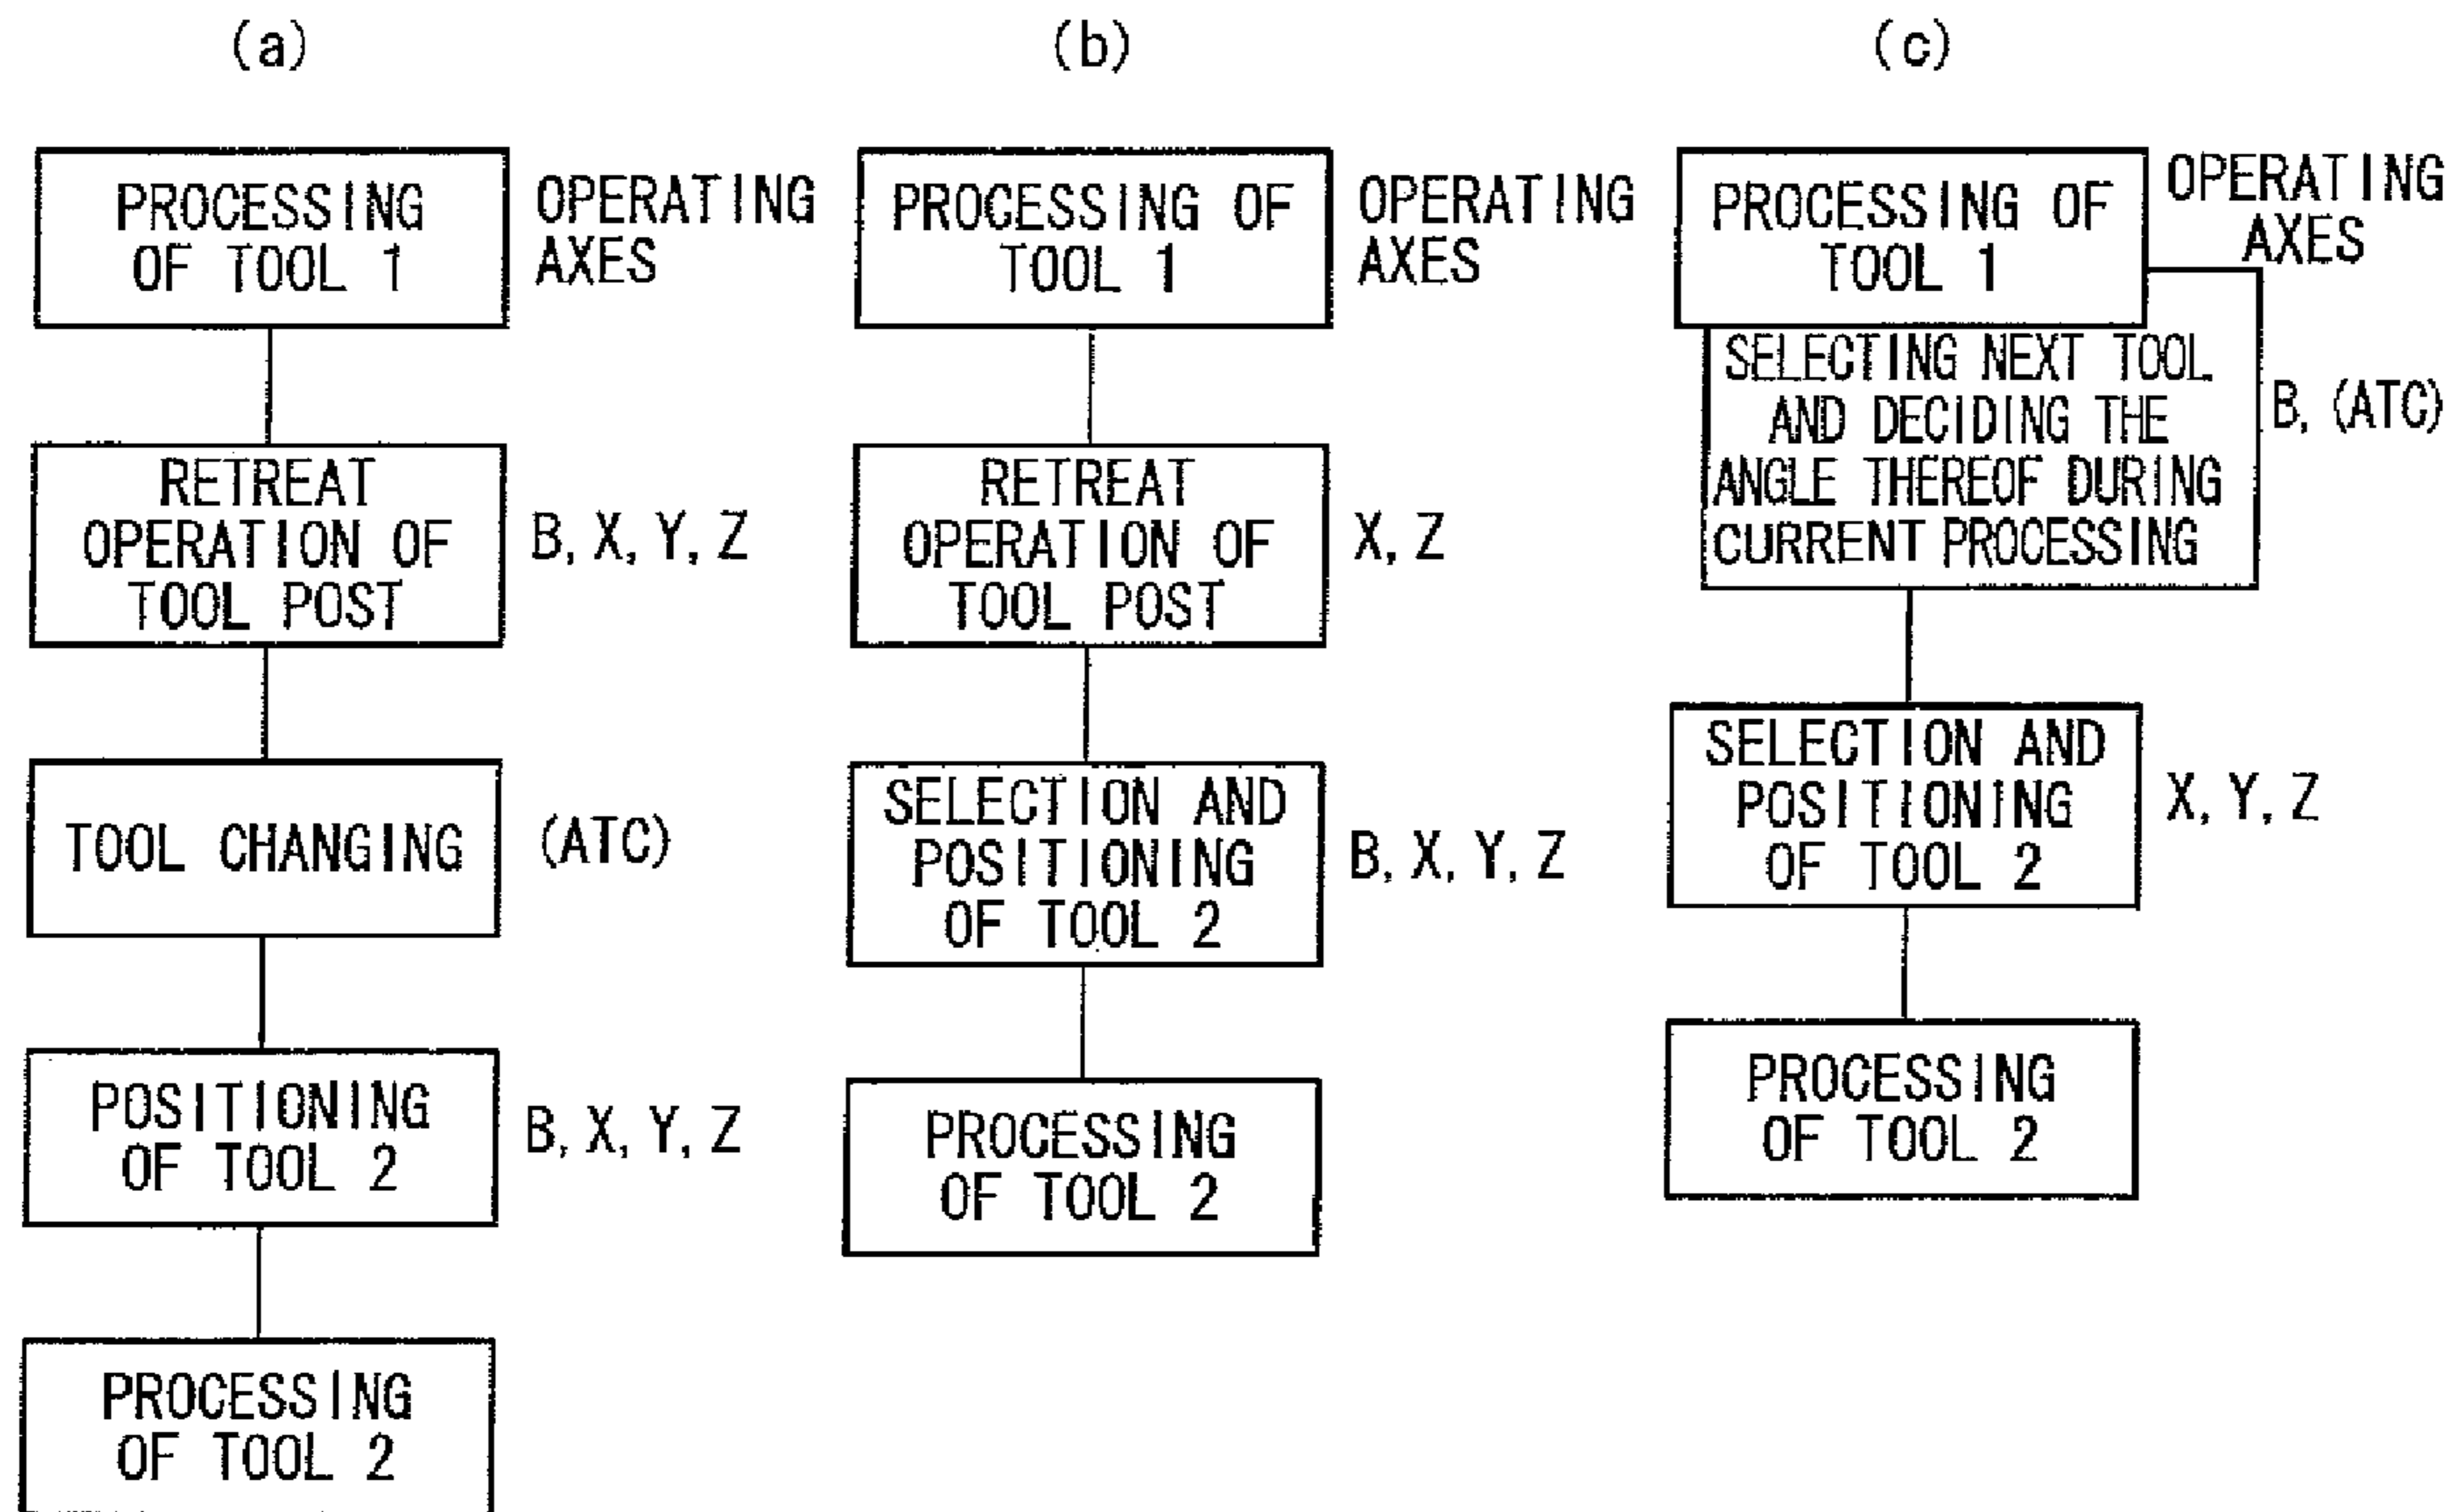 (a)
PROCESSING
OF TOOL 1
OPERATING
AXES
RETREAT
OPERATION OF
TOOL POST
B, X, Y, Z
TOOL CHANGING
(ATC)
POSITIONING
OF TOOL 2
B, X, Y, Z
PROCESSING
OF TOOL 2
(b)
PROCESSING OF
TOOL 1
OPERATING
AXES
RETREAT
OPERATION OF
TOOL POST
X, Z
SELECTION AND
POSITIONING
OF TOOL 2
B, X, Y, Z
PROCESSING
OF TOOL 2
(c)
PROCESSING OF
TOOL 1
OPERATING
AXES
SELECTING NEXT TOOL
AND DECIDING THE
ANGLE THEREOF DURING
CURRENT PROCESSING
B, (ATC)
SELECTION AND
POSITIONING
OF TOOL 2
X, Y, Z
PROCESSING
OF TOOL 2